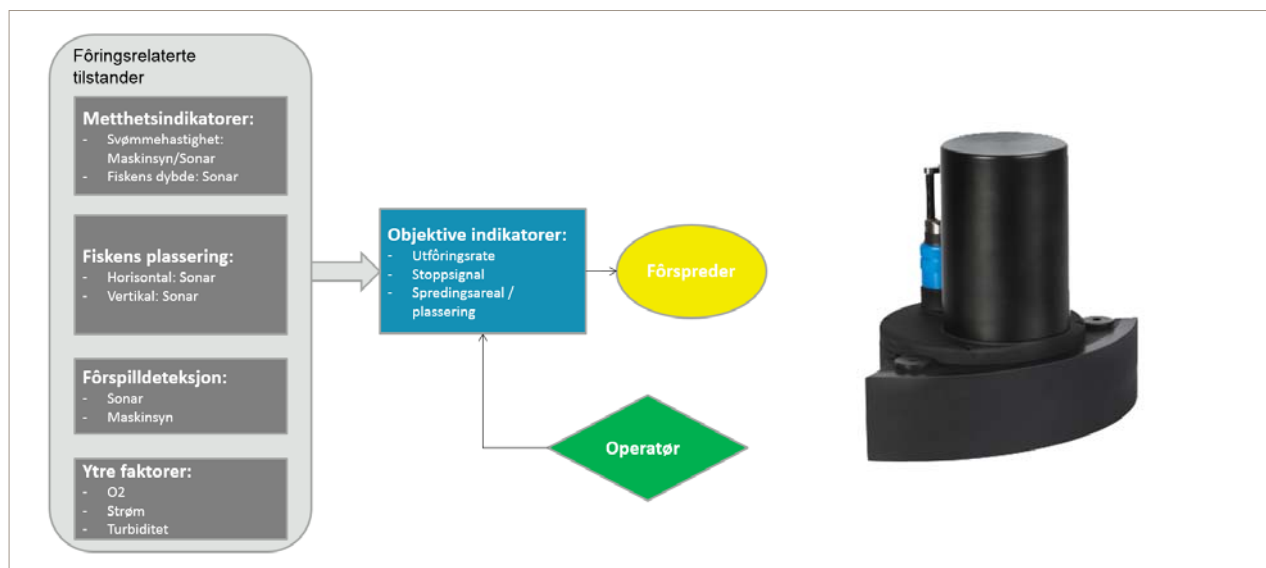 Fôringsrelaterte
tilstander
Metthetsindikatorer:
- Svømmehastighet:
Maskinsyn/Sonar
- Fiskens dybde: Sonar
Fiskens plassering:
- Horisontal: Sonar
- Vertikal: Sonar
Fôrspilldeteksjon:
- Sonar
- Maskinsyn
Ytre faktorer:
- O2
- Strøm
- Turbiditet
Objektive indikatorer:
- Utfôringsrate
- Stoppsignal
- Spredingsareal /
plassering
Fôrspreder
Operatør